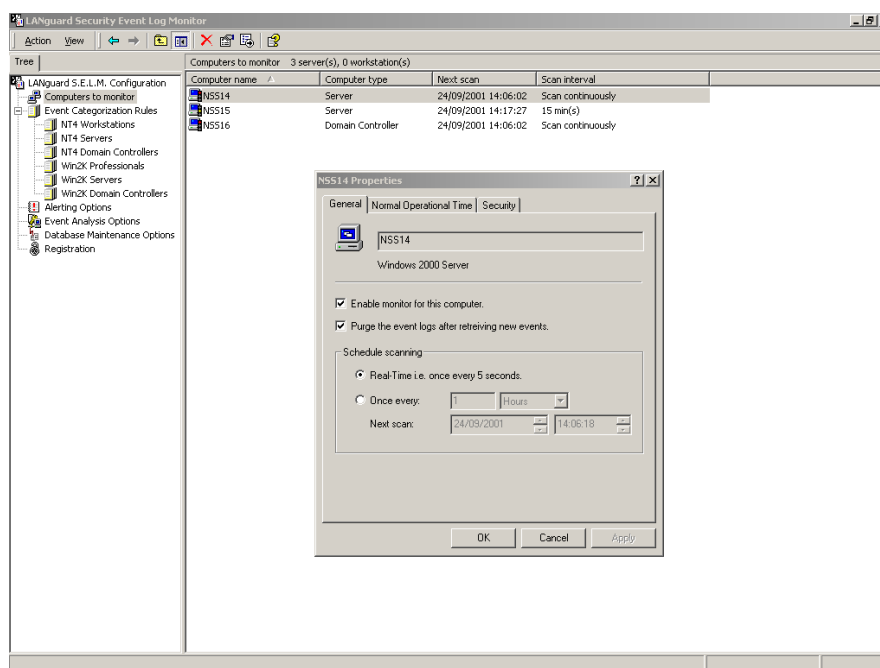 LANguard Security Event Log Monitor
Action View
Tree
Computers to monitor 3 server(s), 0 workstation(s)
LANguard S.E.L.M. Configuration
Computers to monitor
Event Categorization Rules
NT4 Workstations
NT4 Servers
NT4 Domain Controllers
Win2K Professionals
Win2K Servers
Win2K Domain Controllers
Alerting Options
Event Analysis Options
Database Maintenance Options
Registration
Computer name Computer type Next scan Scan interval
NSS14 Server 24/09/2001 14:06:02 Scan continuously
NSS15 Server 24/09/2001 14:17:27 15 min(s)
NSS16 Domain Controller 24/09/2001 14:06:02 Scan continuously
NSS14 Properties
General Normal Operational Time Security
NSS14
Windows 2000 Server
Enable monitor for this computer.
Purge the event logs after retreiving new events.
Schedule scanning
Real-Time i.e. once every 5 seconds.
Once every: 1 Hours
Next scan: 24/09/2001 14:06:18
OK Cancel Apply